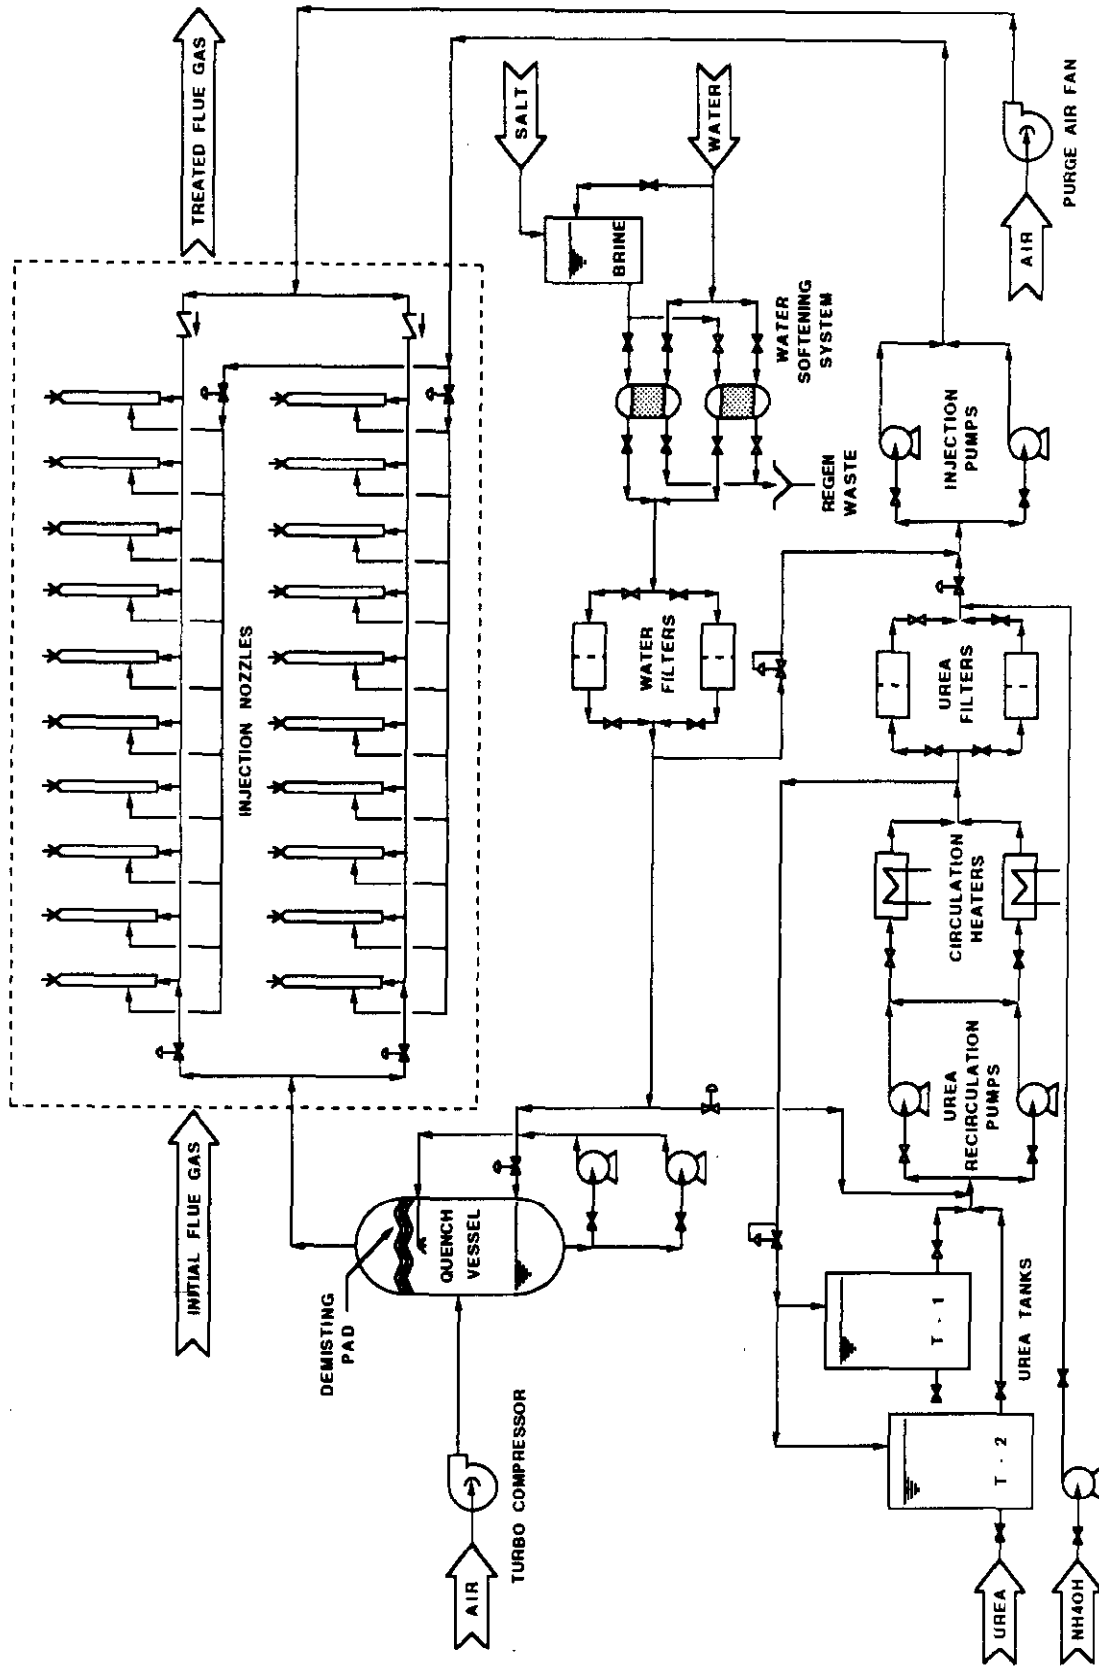 INITIAL FLUE GAS
TREATED FLUE GAS
INJECTION NOZZLES
DEMISTING
PAD
QUENCH
VESSEL
AIR
TURBO COMPRESSOR
SALT
WATER
BRINE
WATER
SOFTENING
SYSTEM
REGEN
WASTE
WATER
FILTERS
T - 1
T - 2
UREA TANKS
UREA
NH4OH
UREA
RECIRCULATION
PUMPS
CIRCULATION
HEATERS
UREA
FILTERS
INJECTION
PUMPS
AIR
PURGE AIR FAN